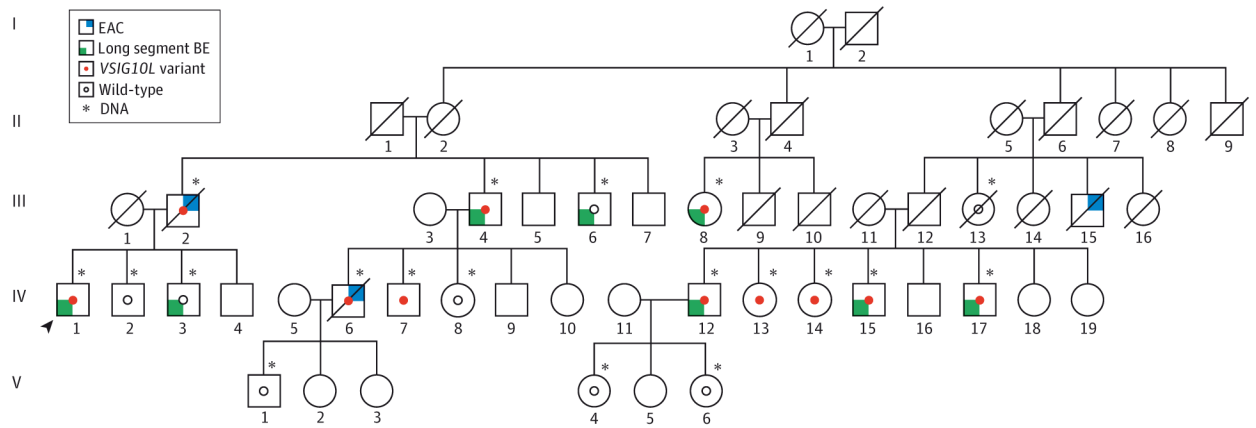 I
EAC
Long segment BE
VSIG10L variant
Wild-type
* DNA
1 2
II
1 2 3 4 5 6 7 8 9
* * * * *
III
1 2 3 4 5 6 7 8 9 10 11 12 13 14 15 16
* * * * * * * * * * *
IV
1 2 3 4 5 6 7 8 9 10 11 12 13 14 15 16 17 18 19
* * *
V
1 2 3 4 5 6